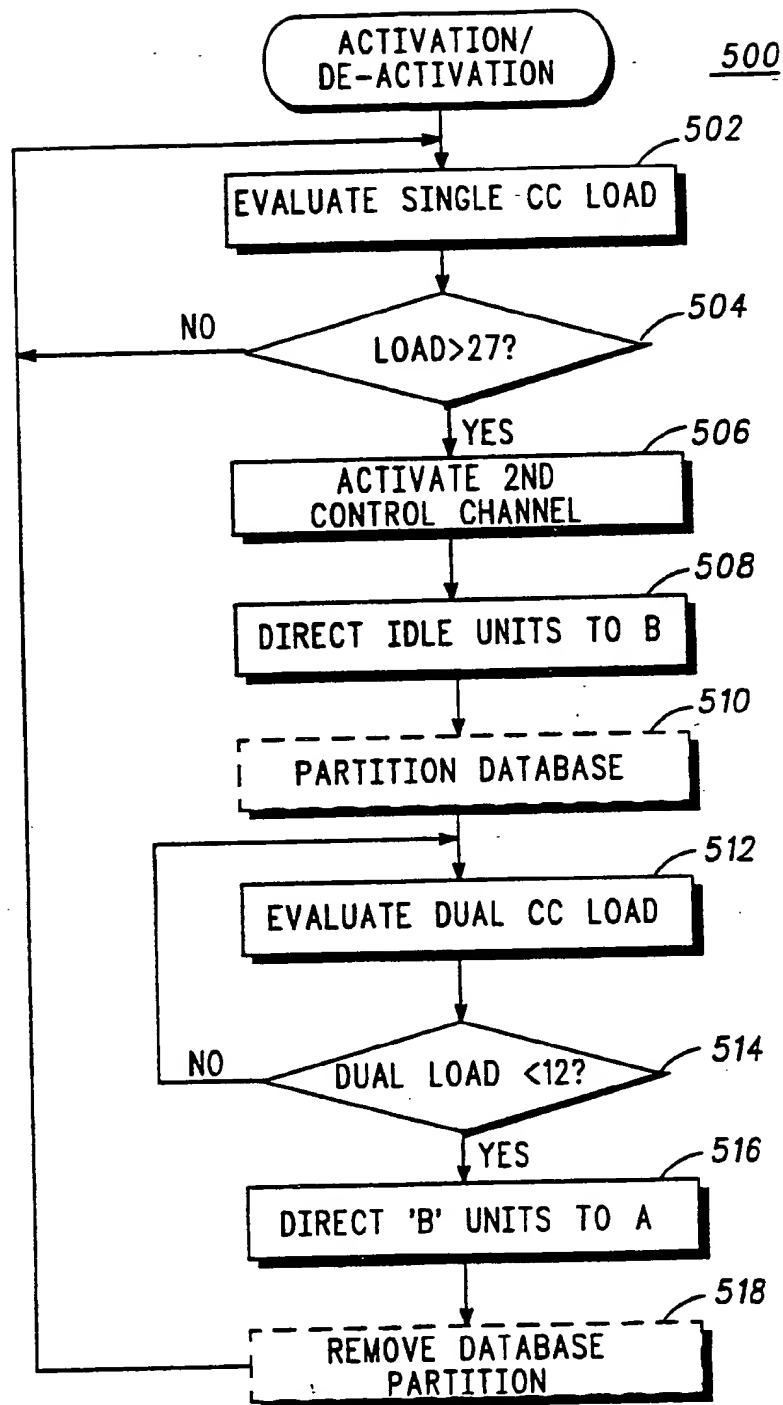 ACTIVATION/
DE-ACTIVATION
500
502
EVALUATE SINGLE CC LOAD
504
NO
LOAD>27?
YES
506
ACTIVATE 2ND
CONTROL CHANNEL
508
DIRECT IDLE UNITS TO B
510
PARTITION DATABASE
512
EVALUATE DUAL CC LOAD
514
NO
DUAL LOAD <12?
YES
516
DIRECT 'B' UNITS TO A
518
REMOVE DATABASE
PARTITION